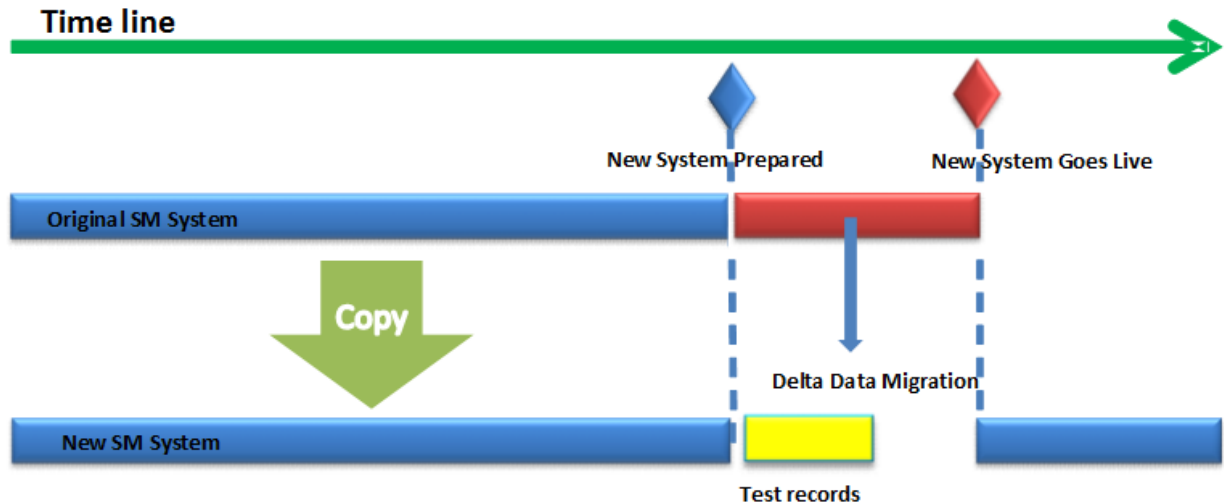 Time line
New System Prepared
New System Goes Live
Original SM System
Copy
Delta Data Migration
New SM System
Test records